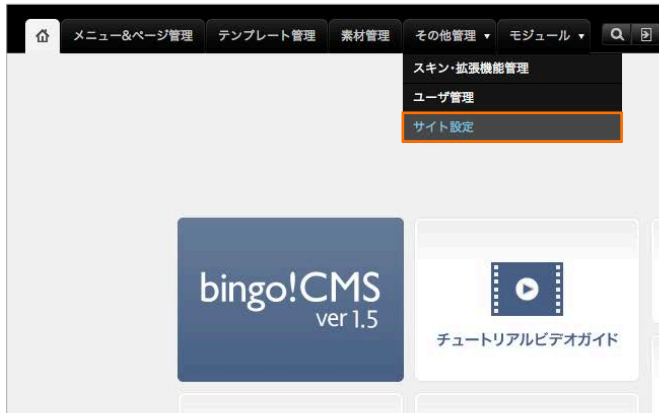 メニュー&ページ管理 テンプレート管理 素材管理 その他管理 ▼ モジュール ▼
スキン・拡張機能管理
ユーザ管理
サイト設定
bingo!CMS
ver 1.5
チュートリアルビデオガイド